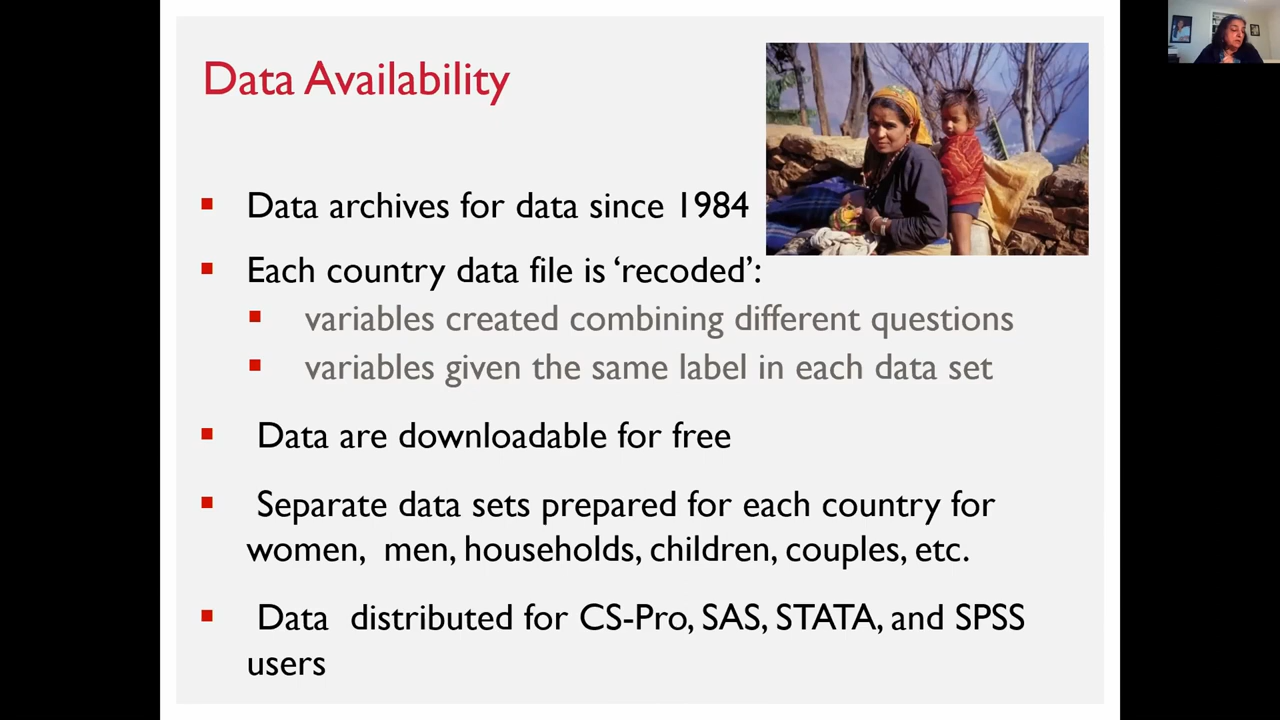 Data Availability
Data archives for data since 1984
Each country data file is ‘recoded’:
variables created combining different questions
variables given the same label in each data set
Data are downloadable for free
Separate data sets prepared for each country for
women, men, households, children, couples, etc.
Data distributed for CS-Pro, SAS, STATA, and SPSS
users